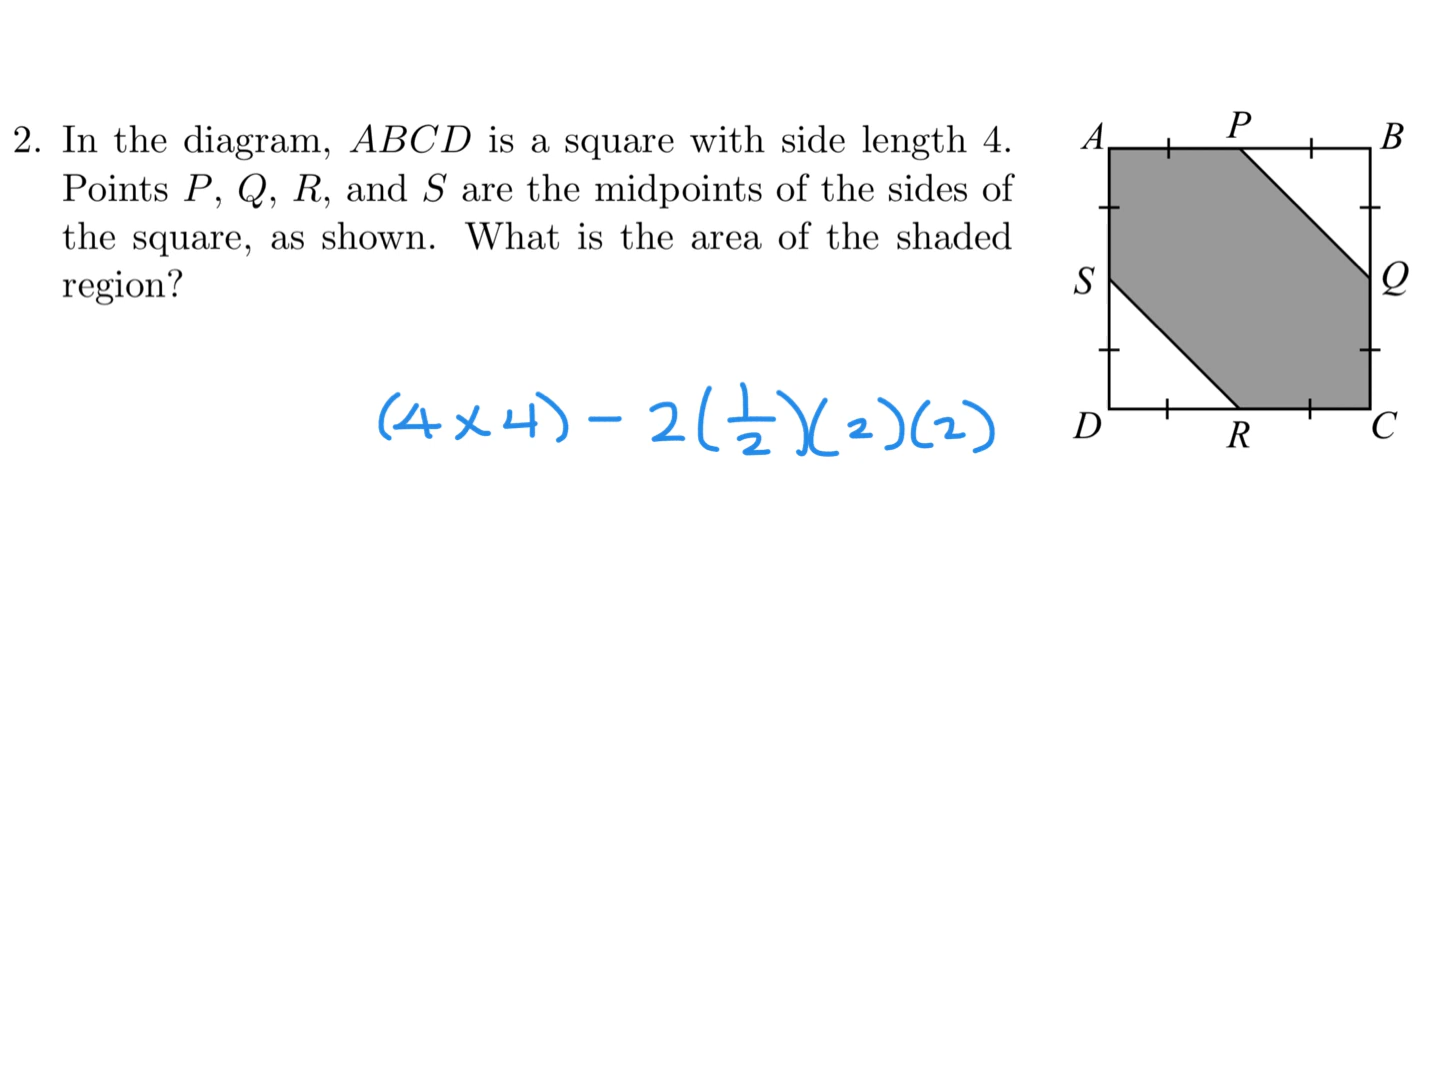 2. In the diagram, ABCD is a square with side length 4.
Points P, Q, R, and S are the midpoints of the sides of
the square, as shown. What is the area of the shaded
region?
A P B
S Q
D R C
(4 × 4) - 2(1/2)(2)(2)